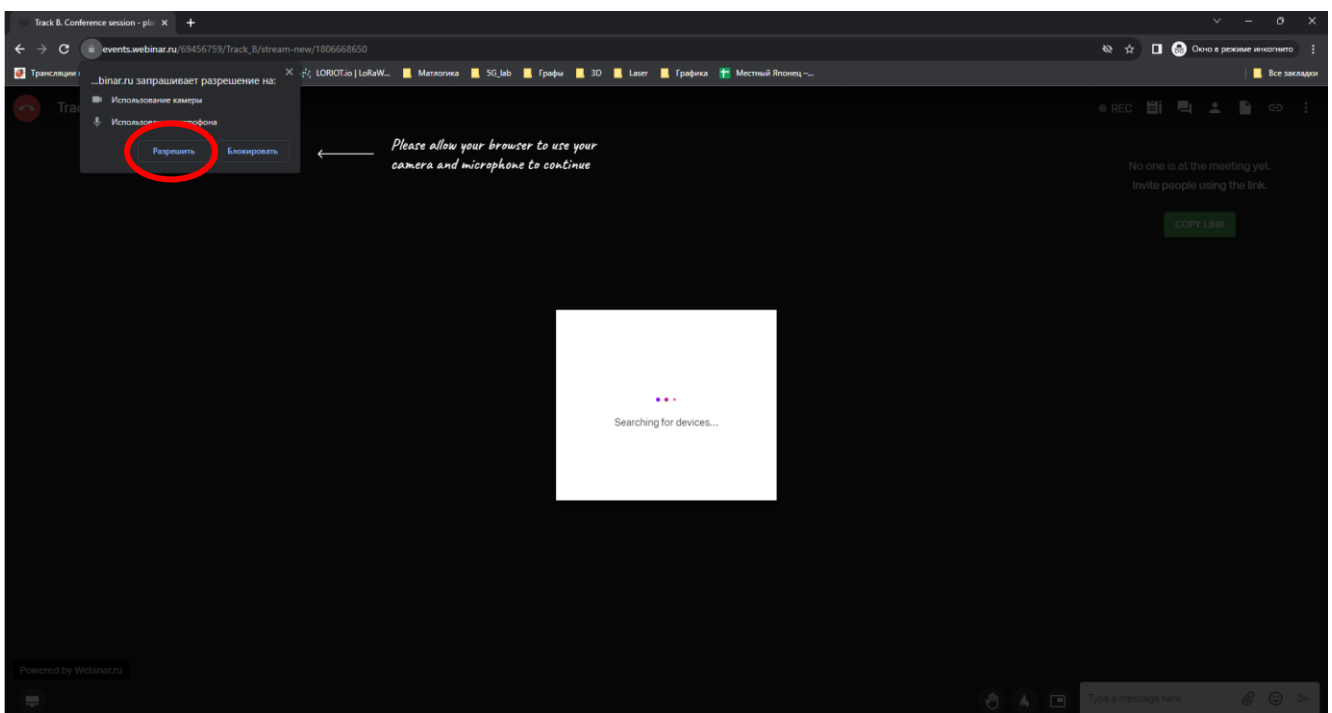 Track B. Conference session - pla
events.webinar.ru/69456759/Track_B/stream-new/1806668650
Окно в режиме инкогнито
Трансляции
LORIOT.io | LoRaW...
Матлогика
5G_lab
Графы
3D
Laser
Графика
Местный Японец –...
Все закладки
...binar.ru запрашивает разрешение на:
Использование камеры
Разрешить
Блокировать
Trac
REC
Please allow your browser to use your
camera and microphone to continue
No one is at the meeting yet.
Invite people using the link.
COPY LINK
Searching for devices...
Powered by Webinar.ru
Type a message here